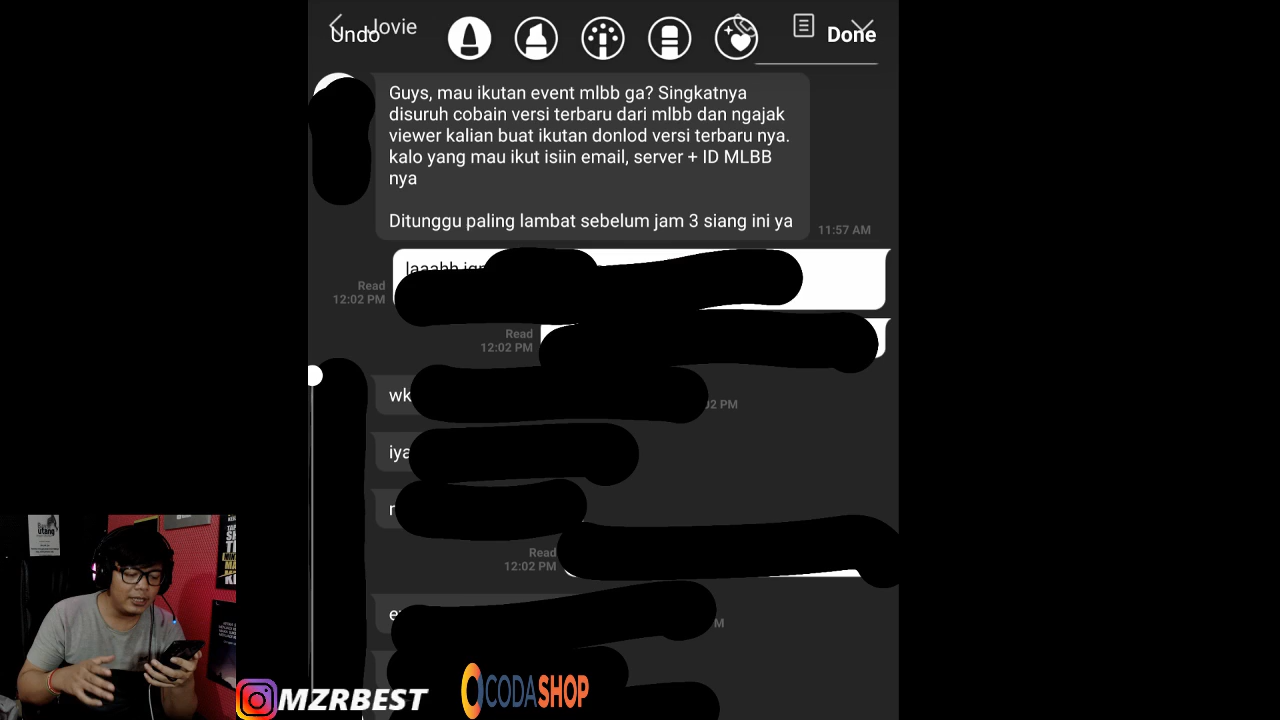 Jovie
Undo
Done
Guys, mau ikutan event mlbb ga? Singkatnya
disuruh cobain versi terbaru dari mlbb dan ngajak
viewer kalian buat ikutan donlod versi terbaru nya.
kalo yang mau ikut isiin email, server + ID MLBB
nya
Ditunggu paling lambat sebelum jam 3 siang ini ya
11:57 AM
Read
12:02 PM
Read
12:02 PM
wk
02 PM
iya
Read
12:02 PM
M
utang
MZRBEST
CODASHOP